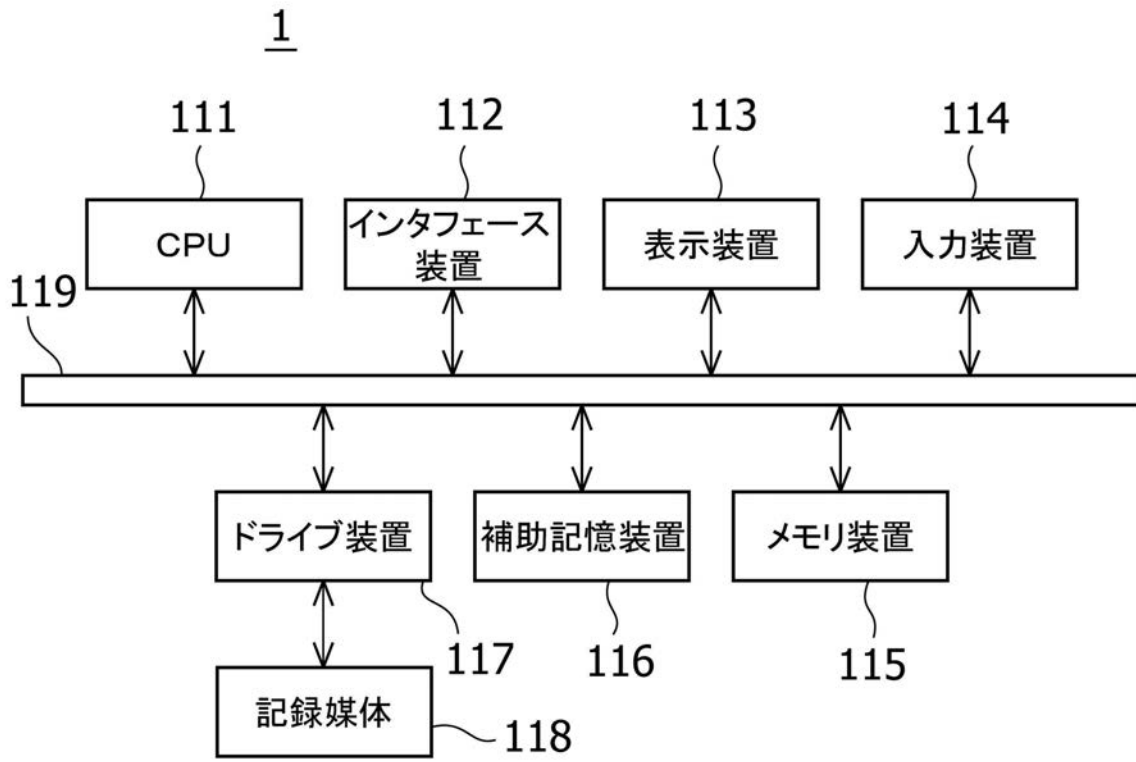 1
111
112
113
114
CPU
インタフェース
装置
表示装置
入力装置
119
ドライブ装置
補助記憶装置
メモリ装置
117
116
115
記録媒体
118